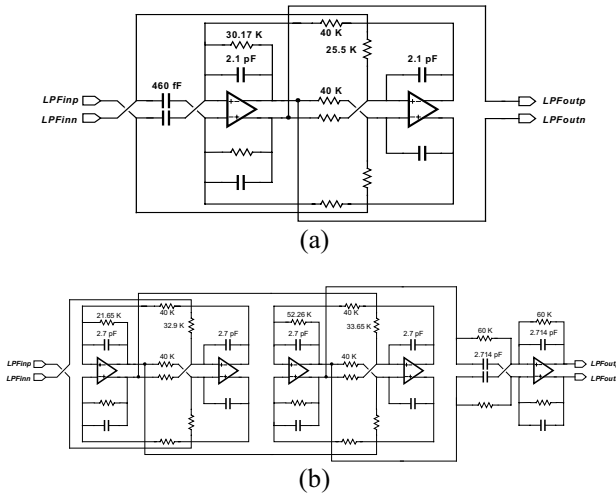 30.17 K
40 K
25.5 K
2.1 pF
2.1 pF
460 fF
40 K
LPFinp
LPFinn
LPFoutp
LPFoutn
(a)
21.65 K
40 K
2.7 pF
32.9 K
2.7 pF
52.26 K
40 K
2.7 pF
33.65 K
2.7 pF
60 K
60 K
2.714 pF
2.714 pF
40 K
40 K
LPFinp
LPFinn
LPFout
LPFout
(b)